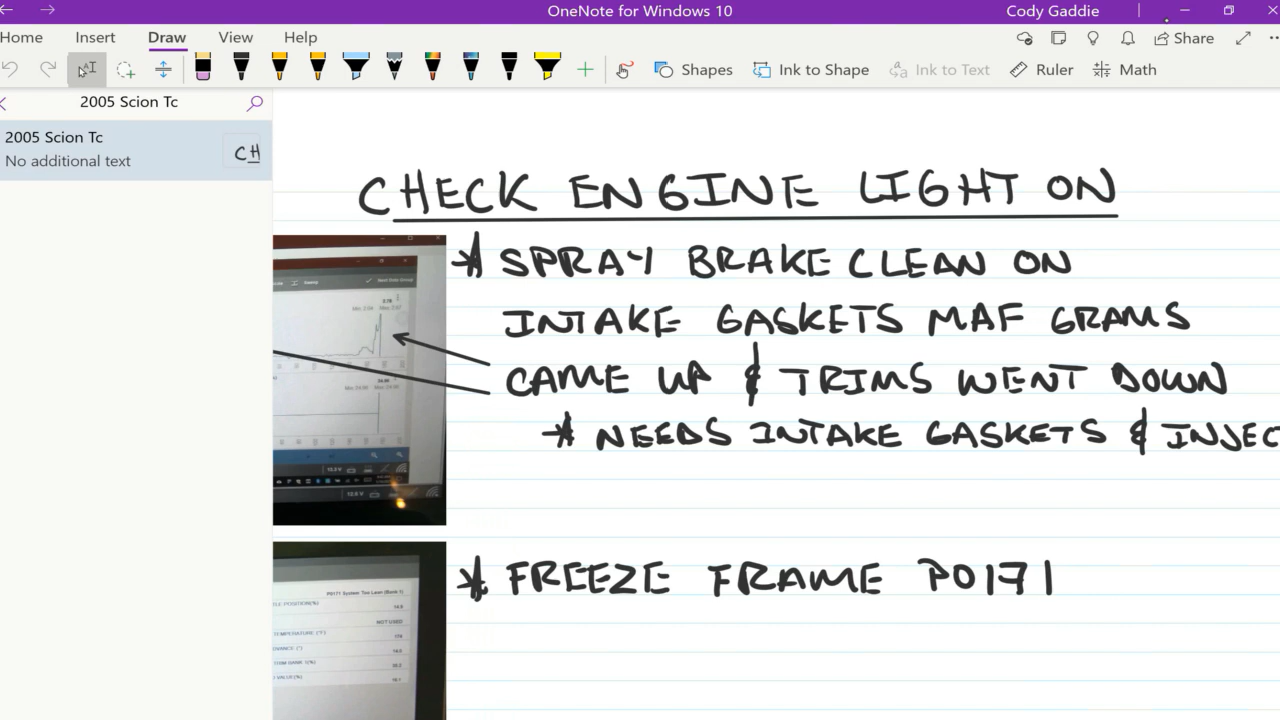 OneNote for Windows 10
Cody Gaddie
Home Insert Draw View Help
Share
Shapes
Ink to Shape
Ink to Text
Ruler
Math
2005 Scion Tc
2005 Scion Tc
No additional text
CH
CHECK ENGINE LIGHT ON
* SPRAY BRAKE CLEAN ON
INTAKE GASKETS MAF GRAMS
CAME UP & TRIMS WENT DOWN
* NEEDS INTAKE GASKETS & INJEC
* FREEZE FRAME P0171
P0171 System Too Lean (Bank 1)
NOT USED